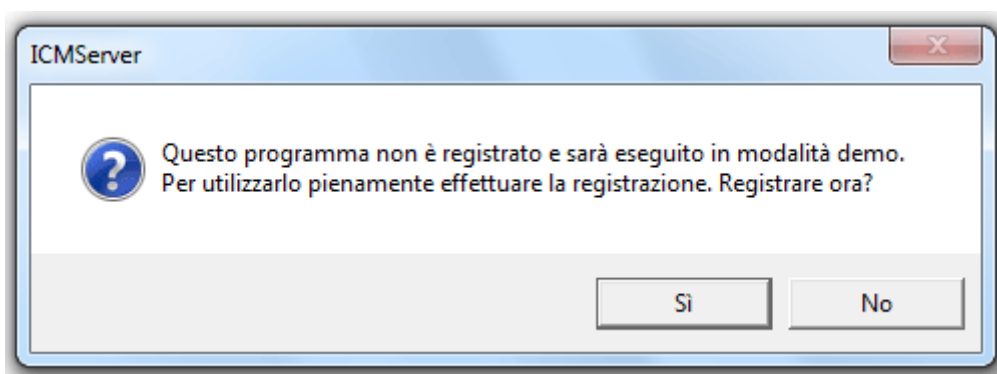 ICMServer
Questo programma non è registrato e sarà eseguito in modalità demo.
Per utilizzarlo pienamente effettuare la registrazione. Registrare ora?
Sì
No